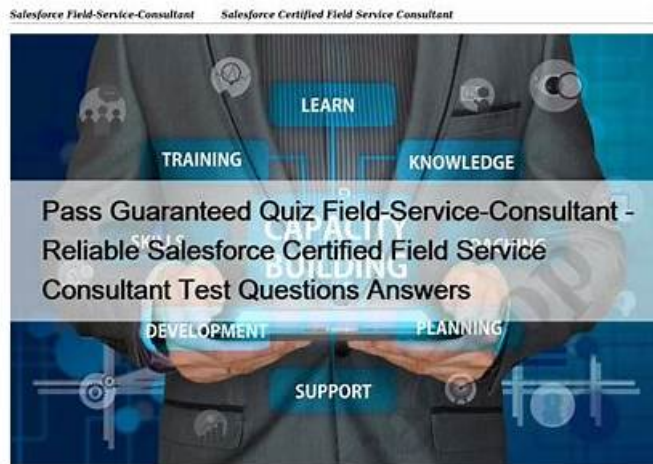 Salesforce Field-Service-Consultant Salesforce Certified Field Service Consultant
LEARN
TRAINING KNOWLEDGE
Pass Guaranteed Quiz Field-Service-Consultant -
SKILLS CAPACITY
Reliable Salesforce Certified Field Service
BUILDING
Consultant Test Questions Answers
DEVELOPMENT PLANNING
SUPPORT